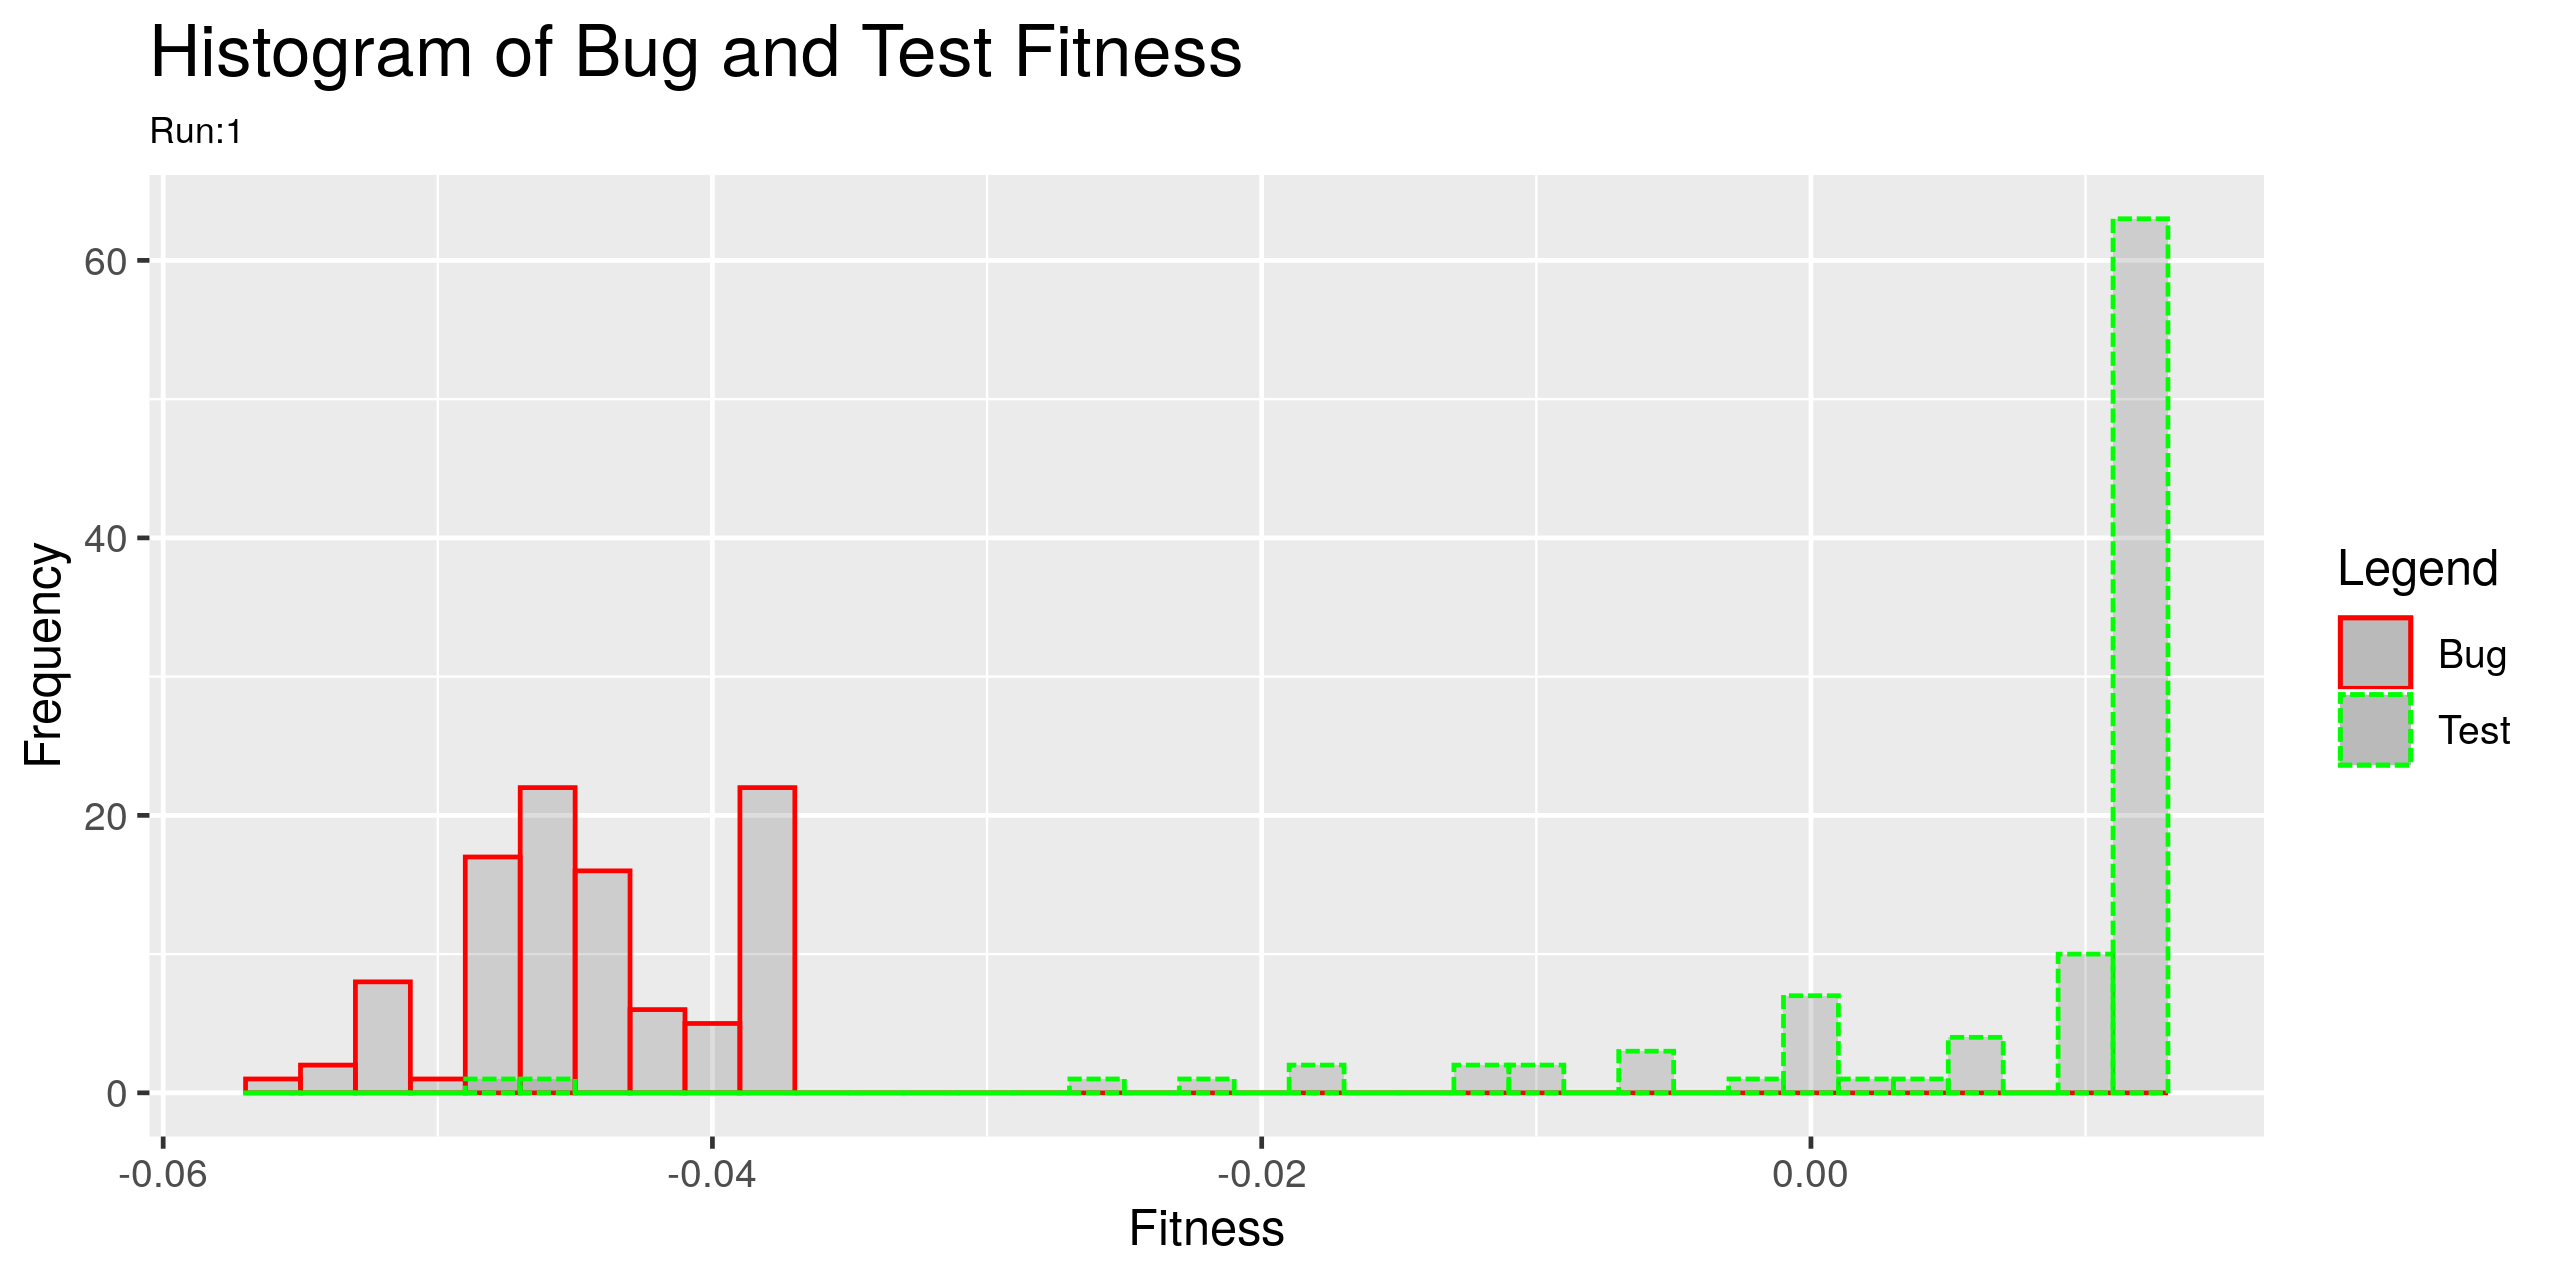 Histogram of Bug and Test Fitness
Run:1
60
40
20
0
Frequency
-0.06
-0.04
-0.02
0.00
Fitness
Legend
Bug
Test